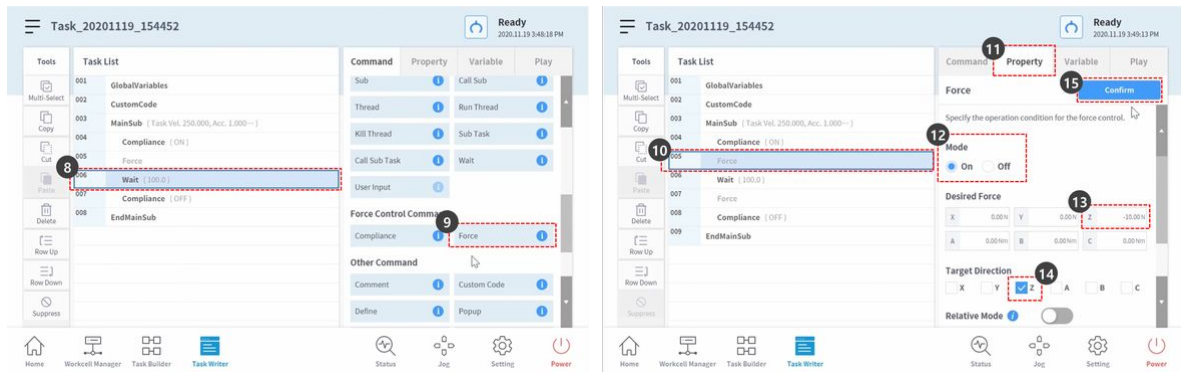 Task_20201119_154452
Ready
2020.11.19 3:48:18 PM
Tools
Task List
Command Property Variable Play
Multi-Select
Copy
Cut
Paste
Delete
Row Up
Row Down
Suppress
001 GlobalVariables
002 CustomCode
003 MainSub ( Task Vel. 250.000, Acc. 1.000··· )
004 Compliance ( ON )
005 Force
8
006 Wait ( 100.0 )
007 Compliance ( OFF )
008 EndMainSub
Sub Call Sub
Thread Run Thread
Kill Thread Sub Task
Call Sub Task Wait
User Input
Force Control Command
9
Compliance Force
Other Command
Comment Custom Code
Define Popup
Home Workcell Manager Task Builder Task Writer Status Jog Setting Power
Task_20201119_154452
Ready
2020.11.19 3:49:13 PM
Tools
Task List
11
Command Property Variable Play
Multi-Select
Copy
Cut
Paste
Delete
Row Up
Row Down
Suppress
001 GlobalVariables
002 CustomCode
003 MainSub ( Task Vel. 250.000, Acc. 1.000··· )
004 Compliance ( ON )
10
005 Force
006 Wait ( 100.0 )
007 Force
008 Compliance ( OFF )
009 EndMainSub
15
Force Confirm
Specify the operation condition for the force control.
12
Mode
On Off
Desired Force
13
X 0.00 N Y 0.00 N Z -10.00 N
A 0.00 Nm B 0.00 Nm C 0.00 Nm
Target Direction
14
X Y Z A B C
Relative Mode
Home Workcell Manager Task Builder Task Writer Status Jog Setting Power